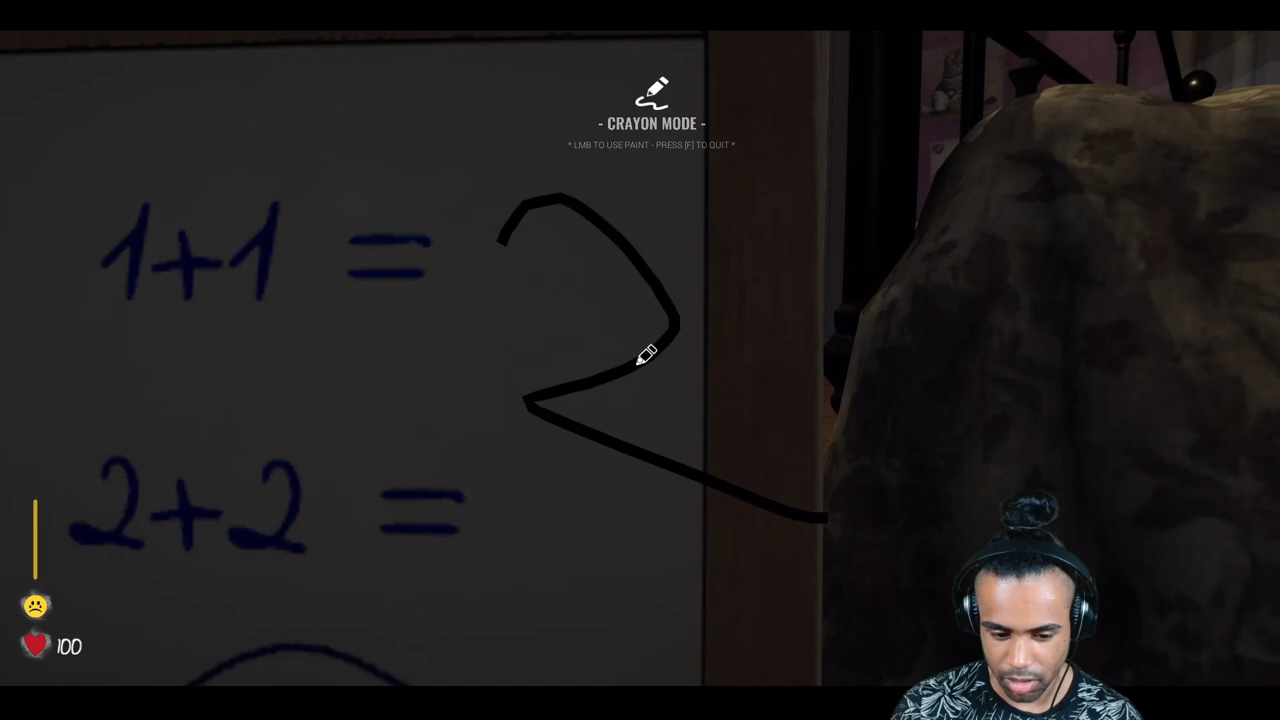 - CRAYON MODE -
* LMB TO USE PAINT - PRESS [F] TO QUIT *
1+1 = 2
2+2 =
100